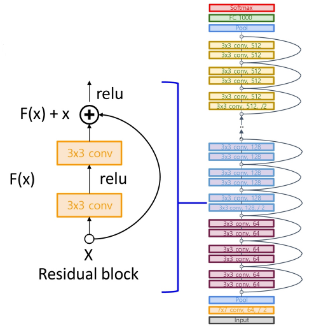 relu
F(x) + x
3x3 conv
F(x)
relu
3x3 conv
X
Residual block
Softmax
FC 1000
Pool
3x3 conv, 512
3x3 conv, 512
3x3 conv, 512
3x3 conv, 512
3x3 conv, 512
3x3 conv, 512, /2
3x3 conv, 128
3x3 conv, 128
3x3 conv, 128
3x3 conv, 128
3x3 conv, 128
3x3 conv, 128, / 2
3x3 conv, 64
3x3 conv, 64
3x3 conv, 64
3x3 conv, 64
3x3 conv, 64
3x3 conv, 64
Pool
7x7 conv, 64, / 2
Input